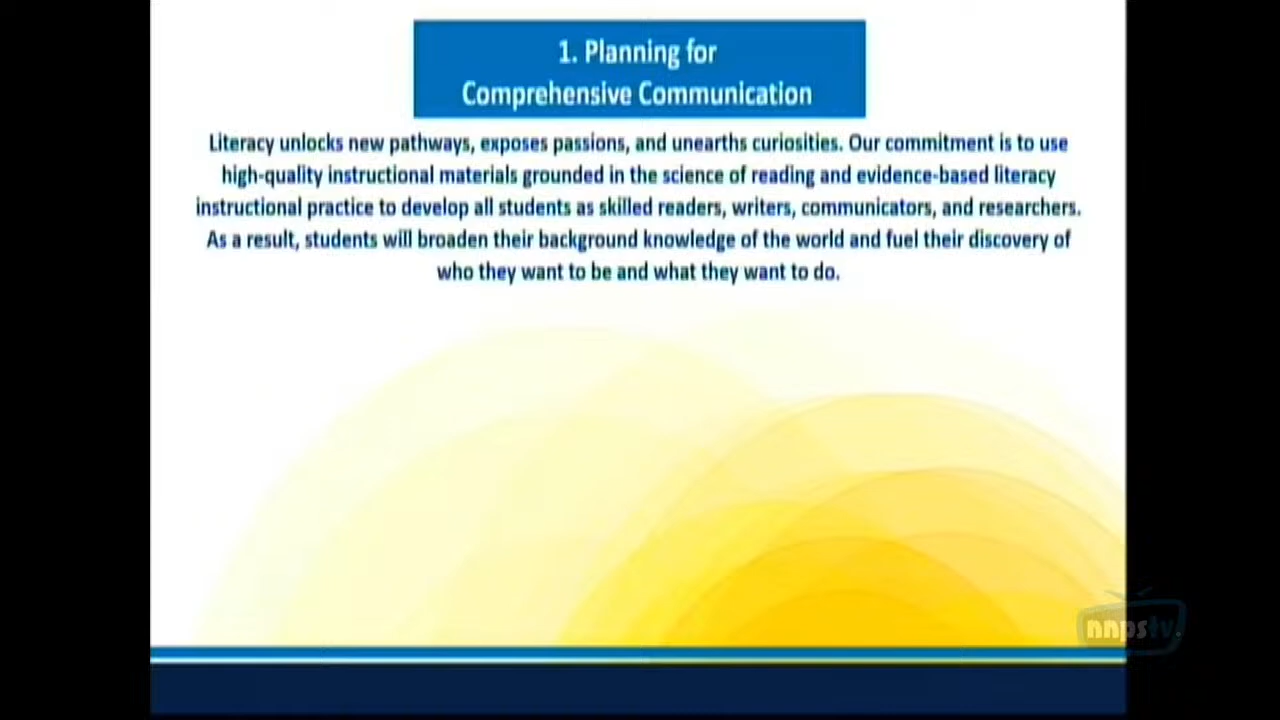 1. Planning for
Comprehensive Communication
Literacy unlocks new pathways, exposes passions, and unearths curiosities. Our commitment is to use
high-quality instructional materials grounded in the science of reading and evidence-based literacy
instructional practice to develop all students as skilled readers, writers, communicators, and researchers.
As a result, students will broaden their background knowledge of the world and fuel their discovery of
who they want to be and what they want to do.
nnpstv.